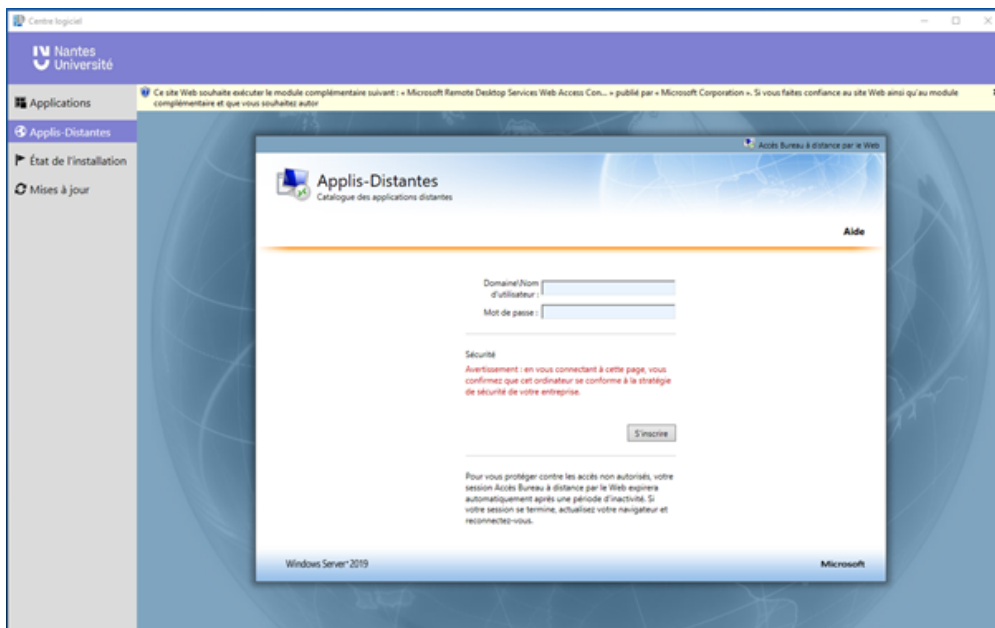 Centre logiciel
Nantes
Université
Applications
Applis-Distantes
État de l'installation
Mises à jour
Ce site Web souhaite exécuter le module complémentaire suivant : « Microsoft Remote Desktop Services Web Access Con... » publié par « Microsoft Corporation ». Si vous faites confiance au site Web ainsi qu'au module
complémentaire et que vous souhaitez autor
Accès Bureau à distance par le Web
Applis-Distantes
Catalogue des applications distantes
Aide
Domaine\Nom
d'utilisateur :
Mot de passe :
Sécurité
Avertissement : en vous connectant à cette page, vous
confirmez que cet ordinateur se conforme à la stratégie
de sécurité de votre entreprise.
S'inscrire
Pour vous protéger contre les accès non autorisés, votre
session Accès Bureau à distance par le Web expirera
automatiquement après une période d'inactivité. Si
votre session se termine, actualisez votre navigateur et
reconnectez-vous.
Windows Server® 2019
Microsoft